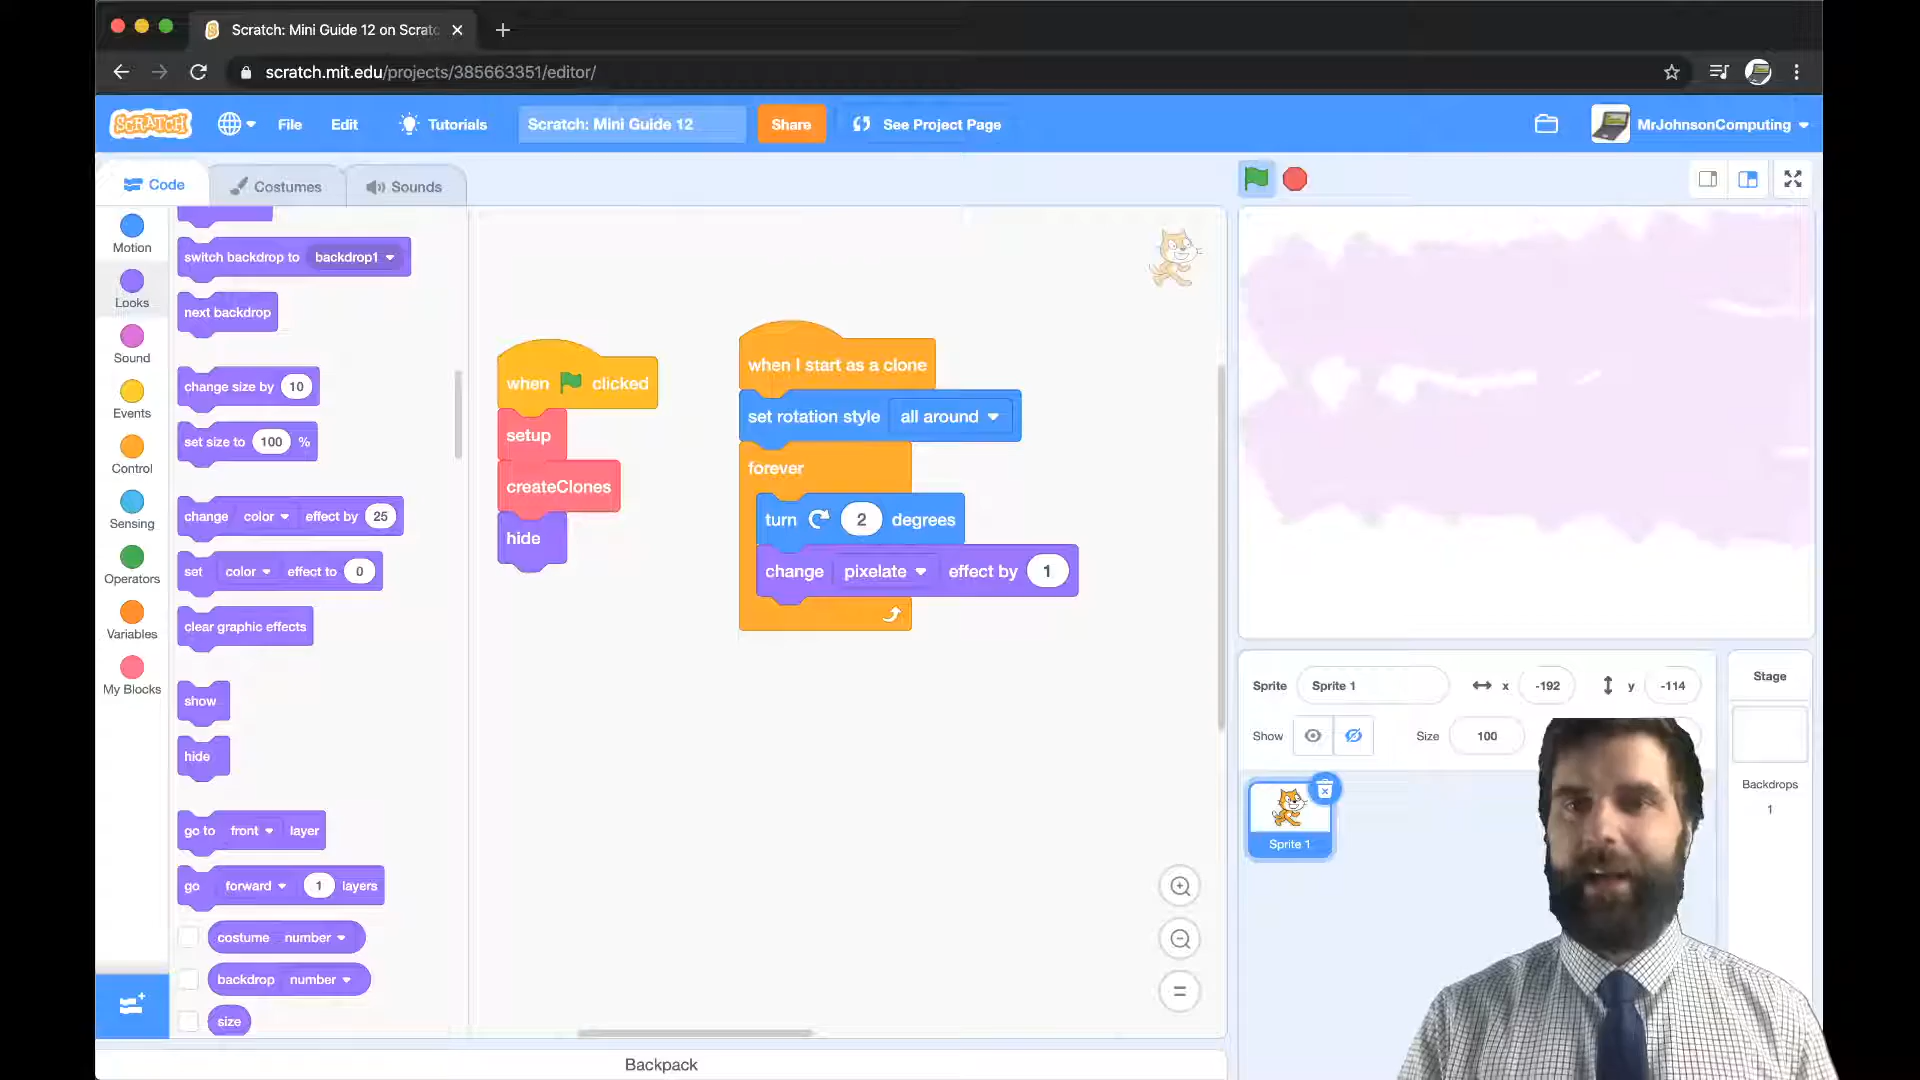 Scratch: Mini Guide 12 on Scratc
scratch.mit.edu/projects/385663351/editor/
SCRATCH
File
Edit
Tutorials
Scratch: Mini Guide 12
Share
See Project Page
MrJohnsonComputing
Code
Costumes
Sounds
Motion
Looks
Sound
Events
Control
Sensing
Operators
Variables
My Blocks
switch backdrop to backdrop1
next backdrop
change size by 10
set size to 100 %
change color effect by 25
set color effect to 0
clear graphic effects
show
hide
go to front layer
go forward 1 layers
costume number
backdrop number
size
when clicked
setup
createClones
hide
when I start as a clone
set rotation style all around
forever
turn 2 degrees
change pixelate effect by 1
Backpack
Sprite Sprite 1 x -192 y -114
Show Size 100
Sprite 1
Stage
Backdrops
1